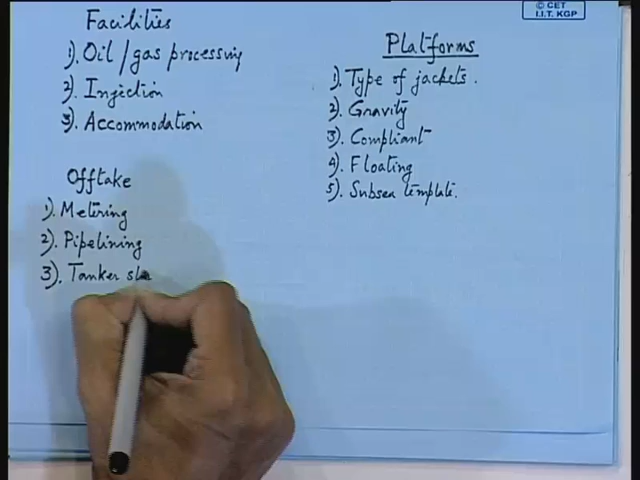 Facilities
1). Oil / gas processing
2). Injection
3). Accommodation
Offtake
1). Metering
2). Pipelining
3). Tanker
Platforms
1). Type of jackets.
2). Gravity
3). Compliant
4). Floating
5). Subsea template.
© CET
I.I.T. KGP